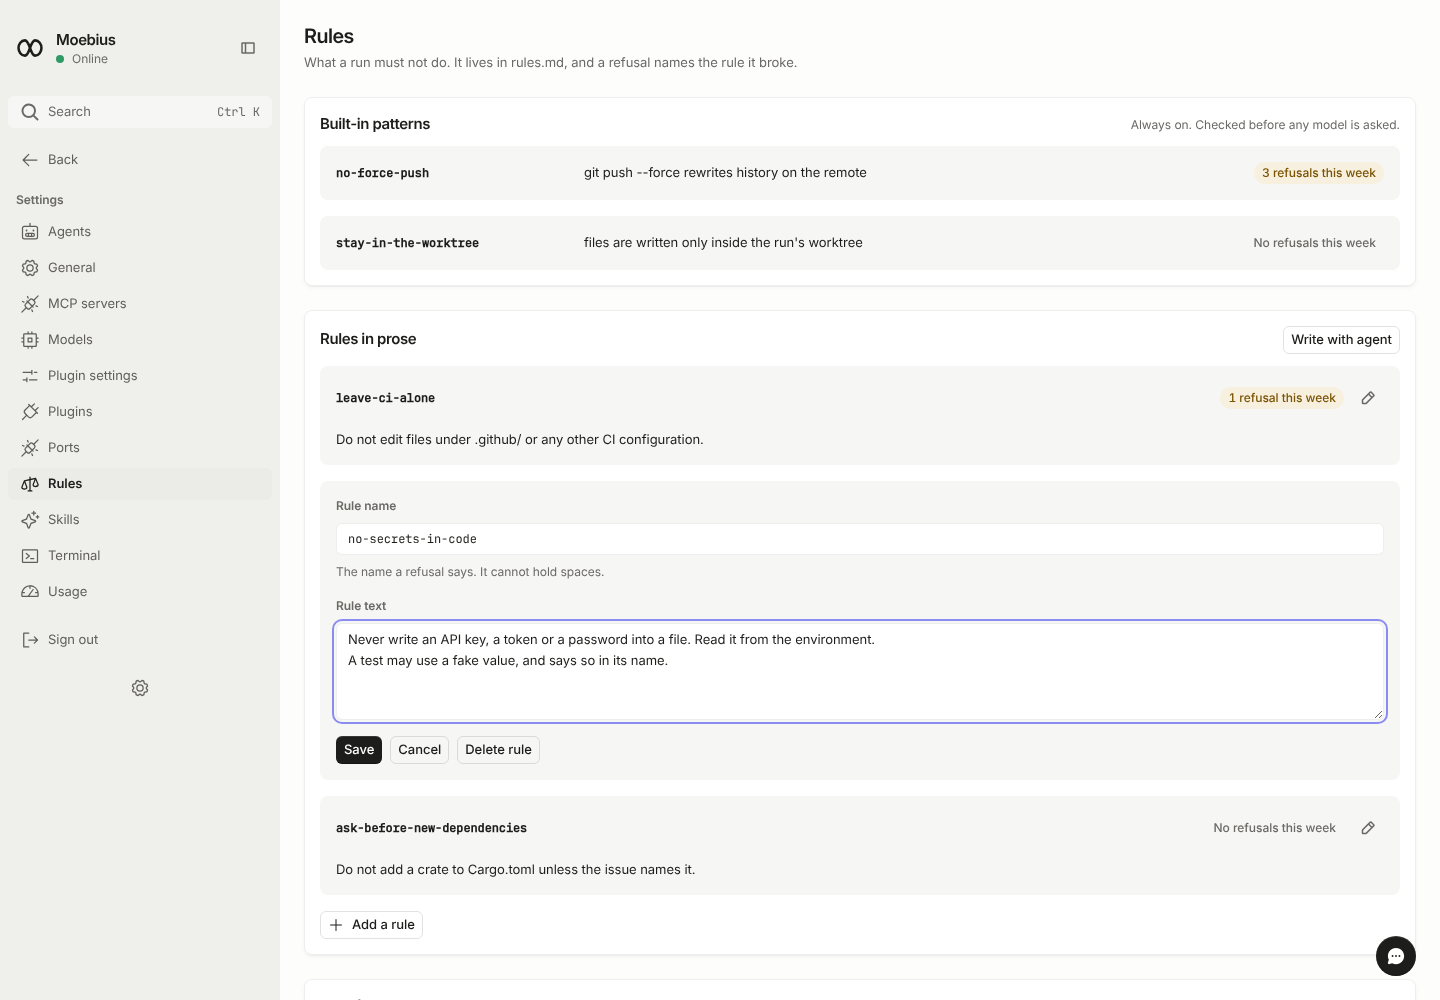 Moebius
Online
Search
Ctrl K
Back
Settings
Agents
General
MCP servers
Models
Plugin settings
Plugins
Ports
Rules
Skills
Terminal
Usage
Sign out
Rules
What a run must not do. It lives in rules.md, and a refusal names the rule it broke.
Built-in patterns
Always on. Checked before any model is asked.
no-force-push
git push --force rewrites history on the remote
3 refusals this week
stay-in-the-worktree
files are written only inside the run's worktree
No refusals this week
Rules in prose
Write with agent
leave-ci-alone
1 refusal this week
Do not edit files under .github/ or any other CI configuration.
Rule name
no-secrets-in-code
The name a refusal says. It cannot hold spaces.
Rule text
Never write an API key, a token or a password into a file. Read it from the environment.
A test may use a fake value, and says so in its name.
Save
Cancel
Delete rule
ask-before-new-dependencies
No refusals this week
Do not add a crate to Cargo.toml unless the issue names it.
Add a rule